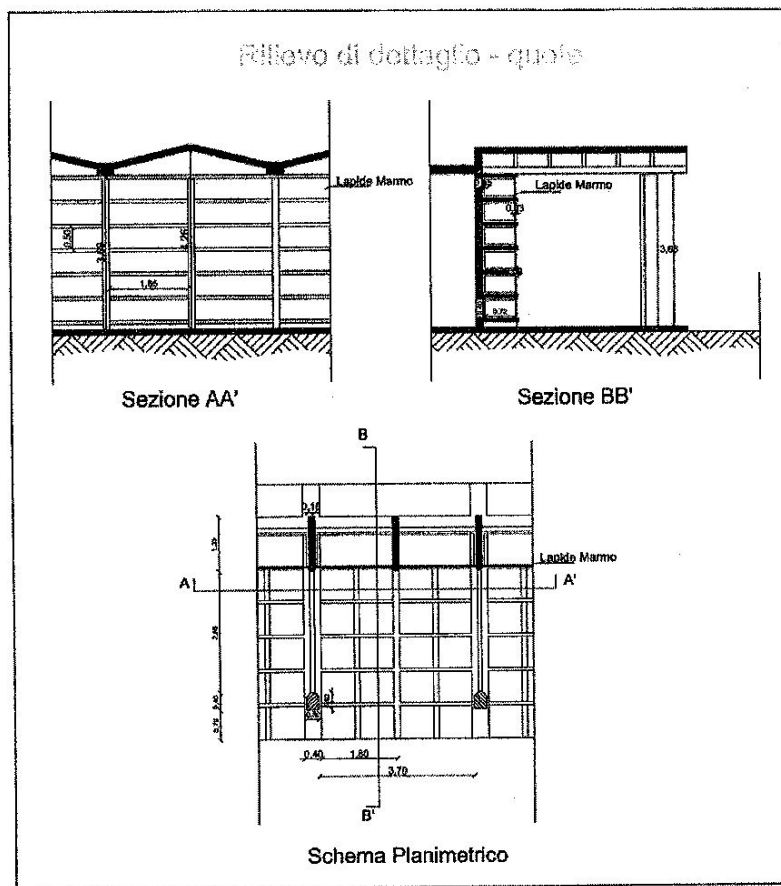 Rilievo di dettaglio - quote
Lapide Marmo
0,50
1,85
Sezione AA'
Lapide Marmo
3,68
0,72
Sezione BB'
B
0,16
Lapide Marmo
A
A'
0,40
1,80
3,70
B'
Schema Planimetrico